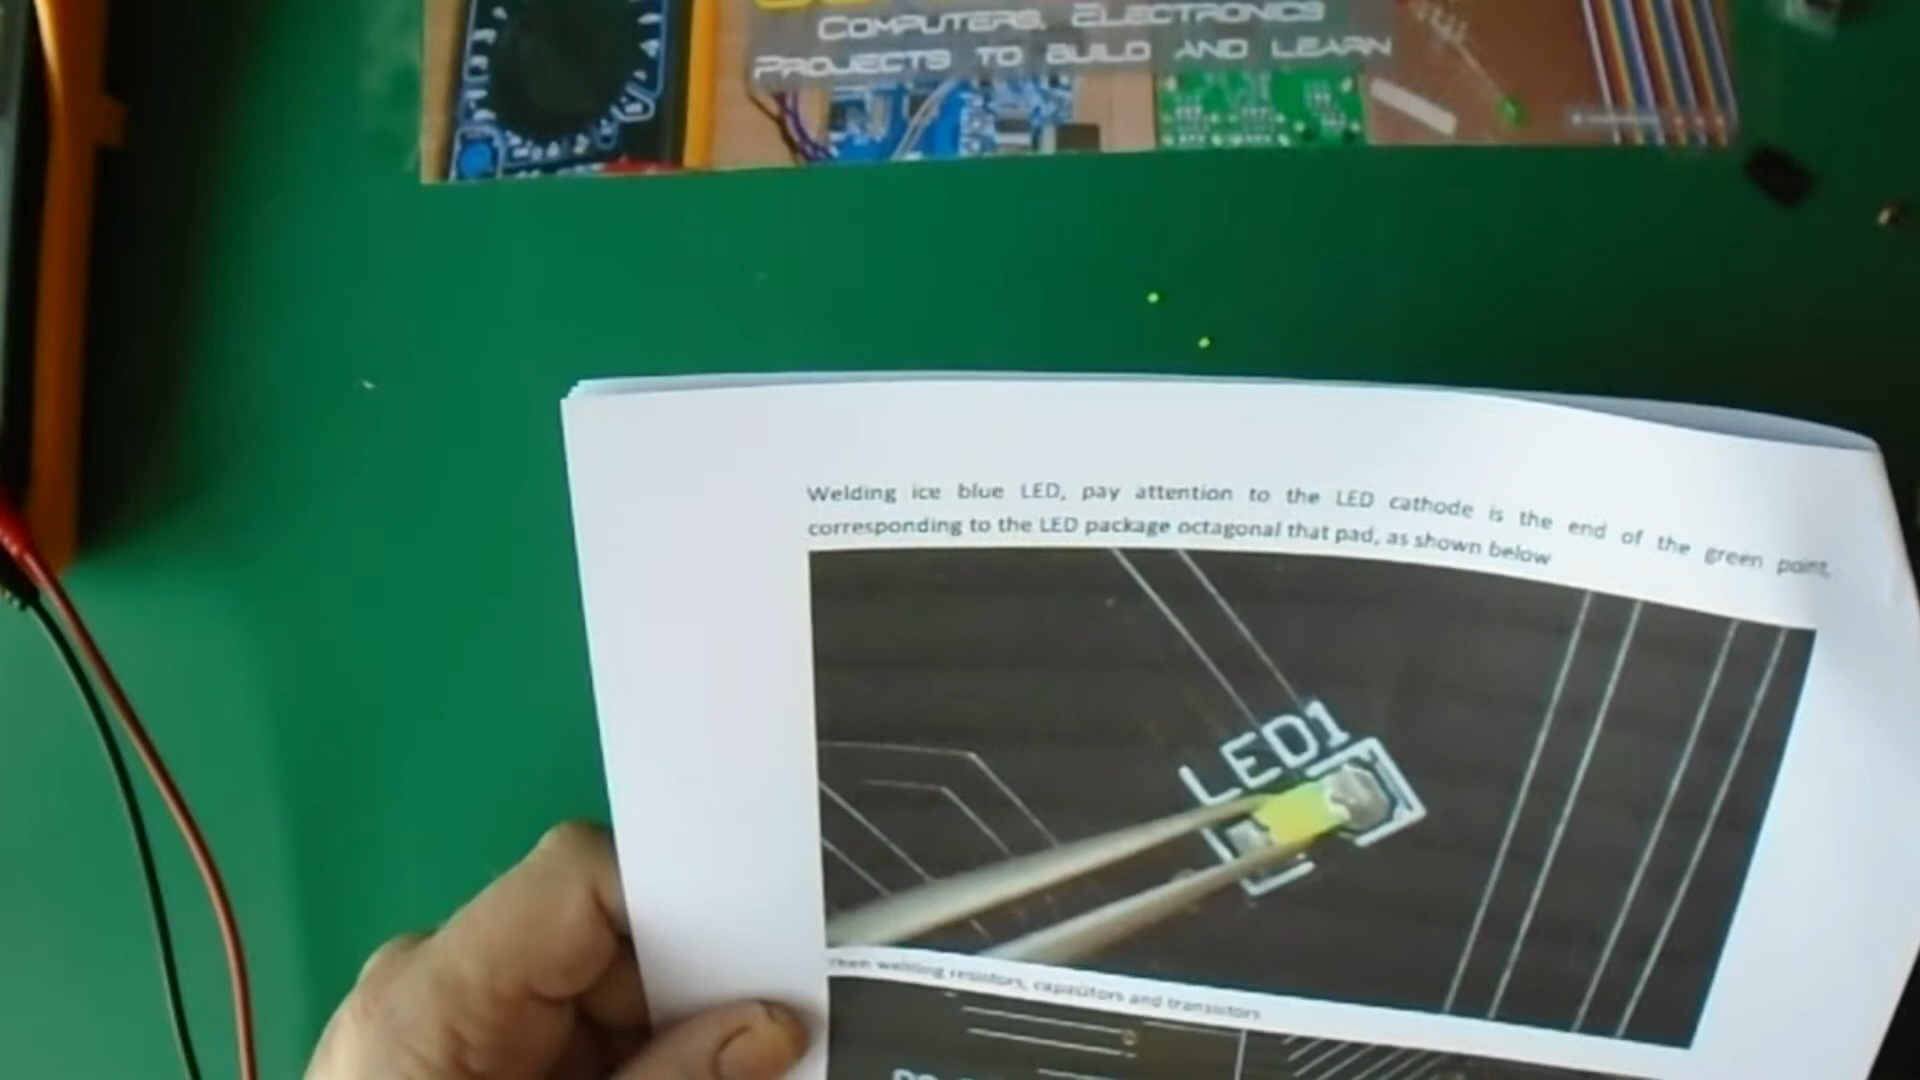 COMPUTERS, ELECTRONICS
PROJECTS TO BUILD AND LEARN
Welding ice blue LED, pay attention to the LED cathode is the end of the green point,
corresponding to the LED package octagonal that pad, as shown below
LED1
welding resistors, capacitors and transistors